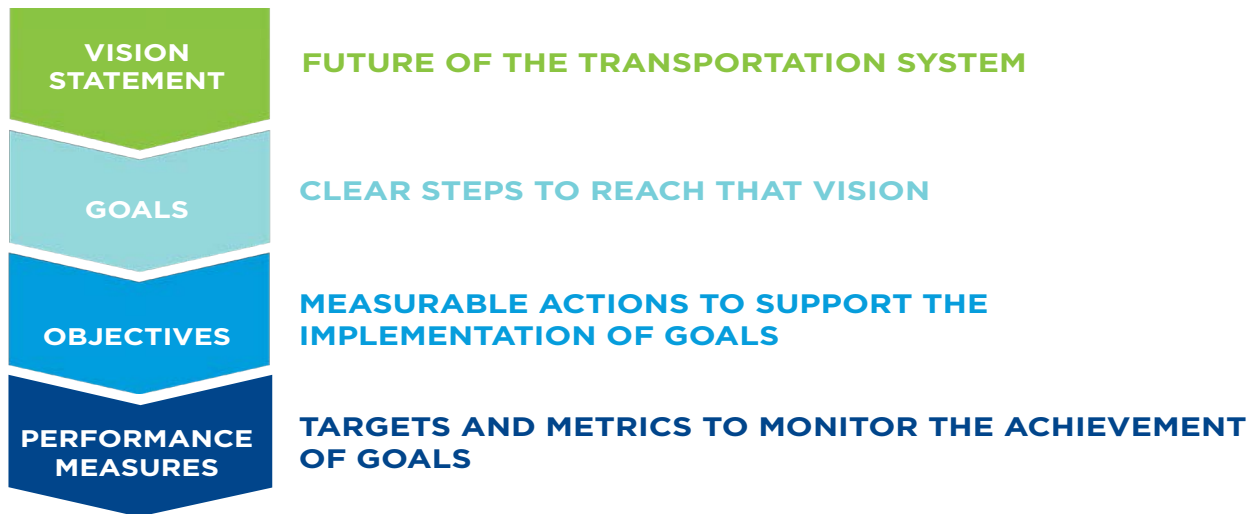 VISION
STATEMENT
FUTURE OF THE TRANSPORTATION SYSTEM
GOALS
CLEAR STEPS TO REACH THAT VISION
OBJECTIVES
MEASURABLE ACTIONS TO SUPPORT THE
IMPLEMENTATION OF GOALS
PERFORMANCE
MEASURES
TARGETS AND METRICS TO MONITOR THE ACHIEVEMENT
OF GOALS